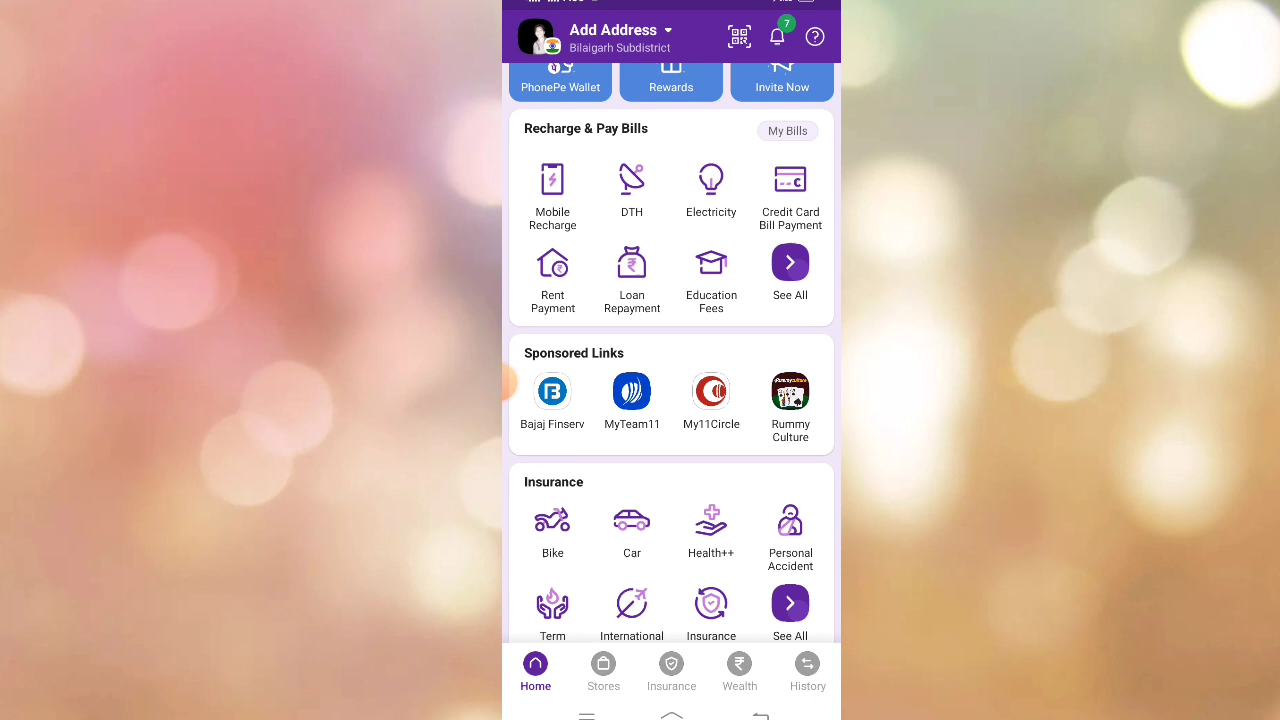 7
Add Address
Bilaigarh Subdistrict
PhonePe Wallet Rewards Invite Now
Recharge & Pay Bills My Bills
Mobile Recharge DTH Electricity Credit Card Bill Payment
Rent Payment Loan Repayment Education Fees See All
Sponsored Links
Bajaj Finserv MyTeam11 My11Circle Rummy Culture
Insurance
Bike Car Health++ Personal Accident
Term International Insurance See All
Home Stores Insurance Wealth History